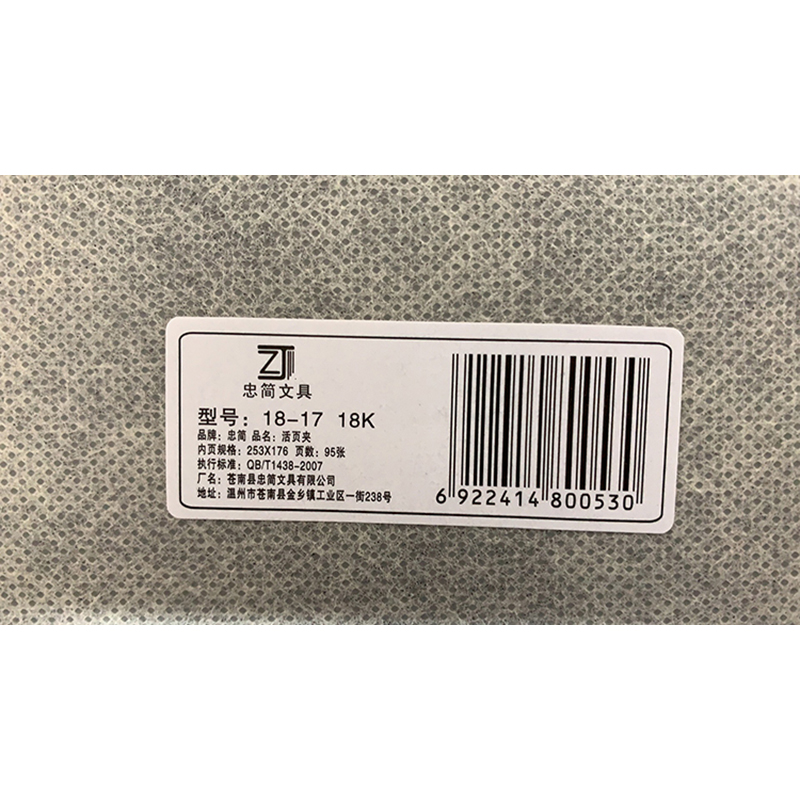 ZJ
忠简文具
型号：18-17 18K
品牌：忠简 品名：活页夹
内页规格：253X176 页数：95张
执行标准：QB/T1438-2007
厂名：苍南县忠简文具有限公司
地址：温州市苍南县金乡镇工业区一街238号
6 922414 800530